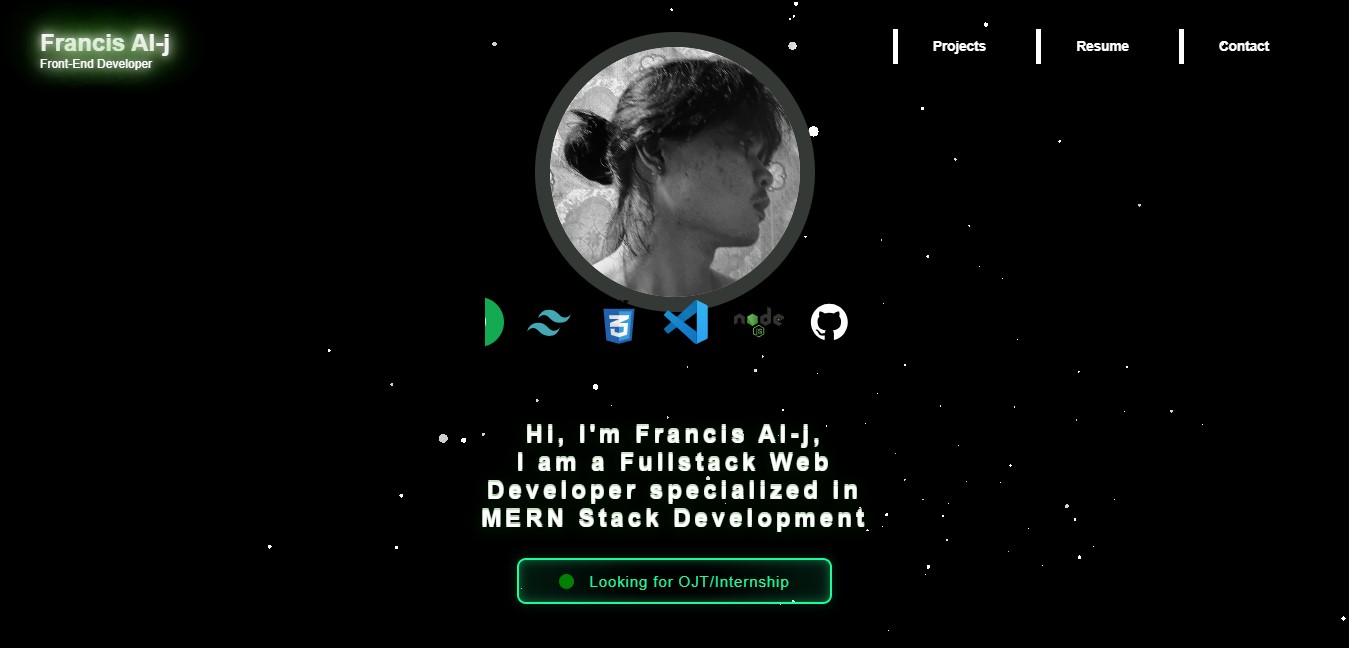 Francis Al-j
Front-End Developer
Projects
Resume
Contact
3
node
JS
Hi, I'm Francis Al-j,
I am a Fullstack Web
Developer specialized in
MERN Stack Development
Looking for OJT/Internship